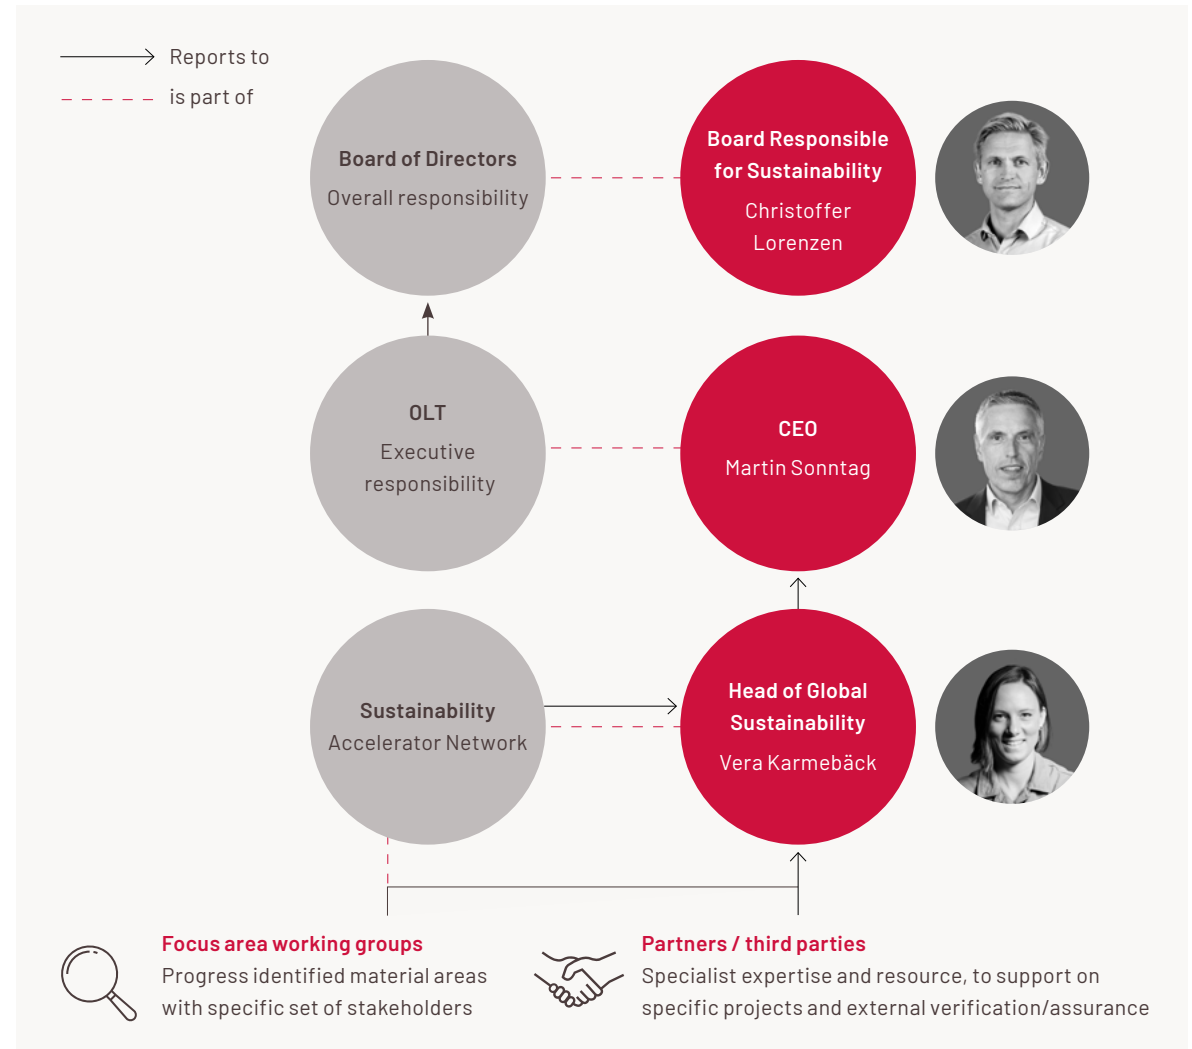 Reports to
is part of
Board of Directors
Overall responsibility
Board Responsible
for Sustainability
Christoffer
Lorenzen
OLT
Executive
responsibility
CEO
Martin Sonntag
Sustainability
Accelerator Network
Head of Global
Sustainability
Vera Karmebäck
Focus area working groups
Progress identified material areas
with specific set of stakeholders
Partners / third parties
Specialist expertise and resource, to support on
specific projects and external verification/assurance